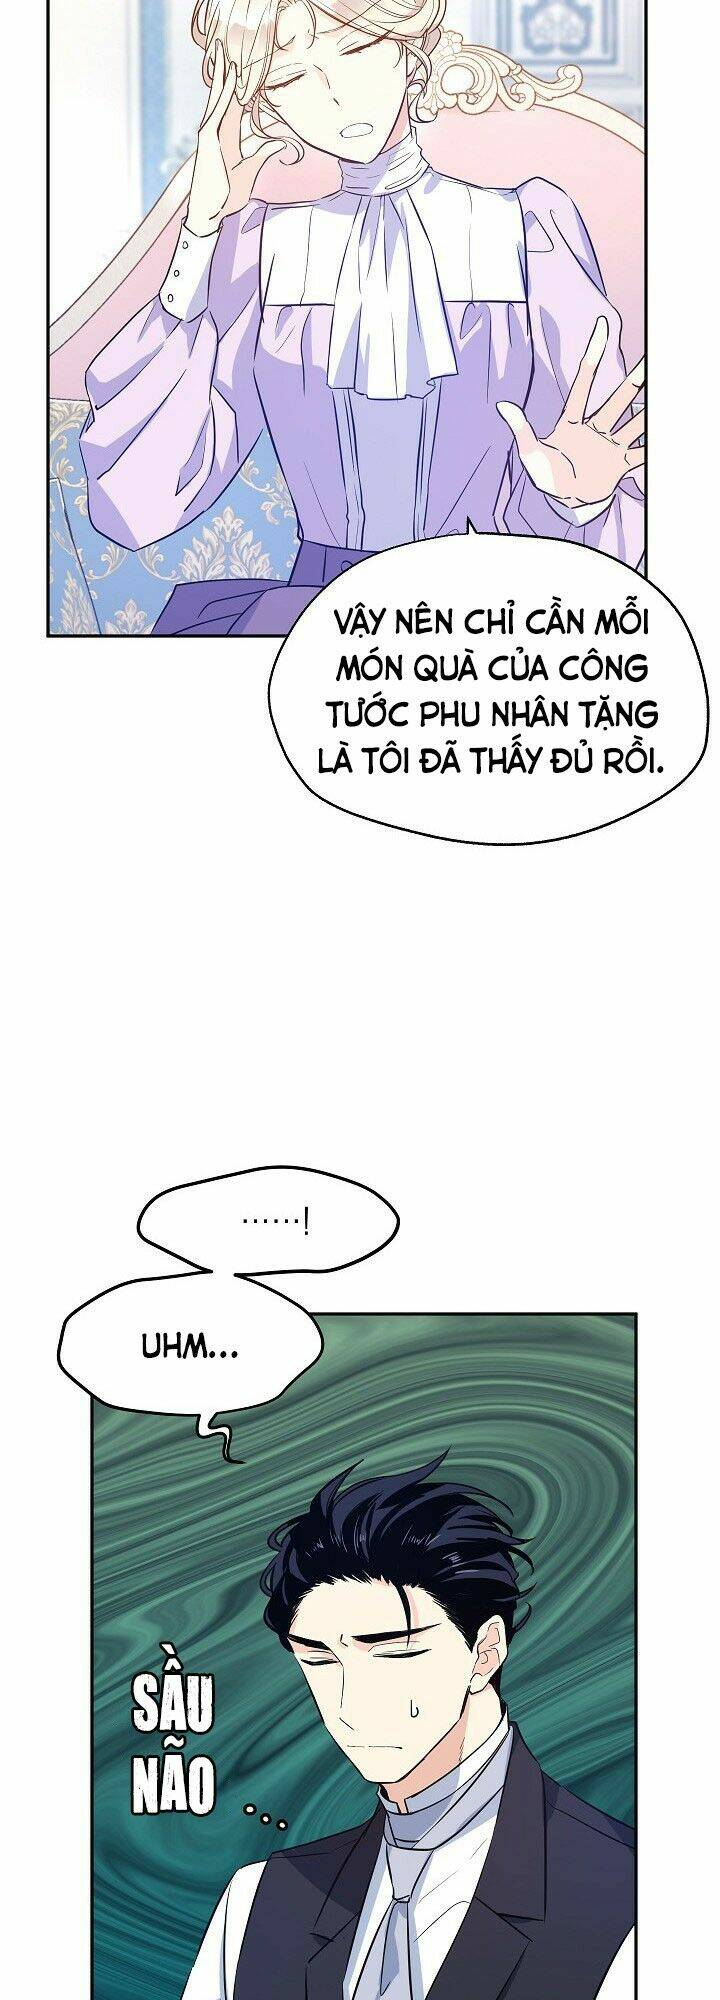 VẬY NÊN CHỈ CẦN MỖI
MÓN QUÀ CỦA CÔNG
TƯỚC PHU NHÂN TẶNG
LÀ TÔI ĐÃ THẤY ĐỦ RỒI.
......!
UHM...
SẦU
NÃO
...